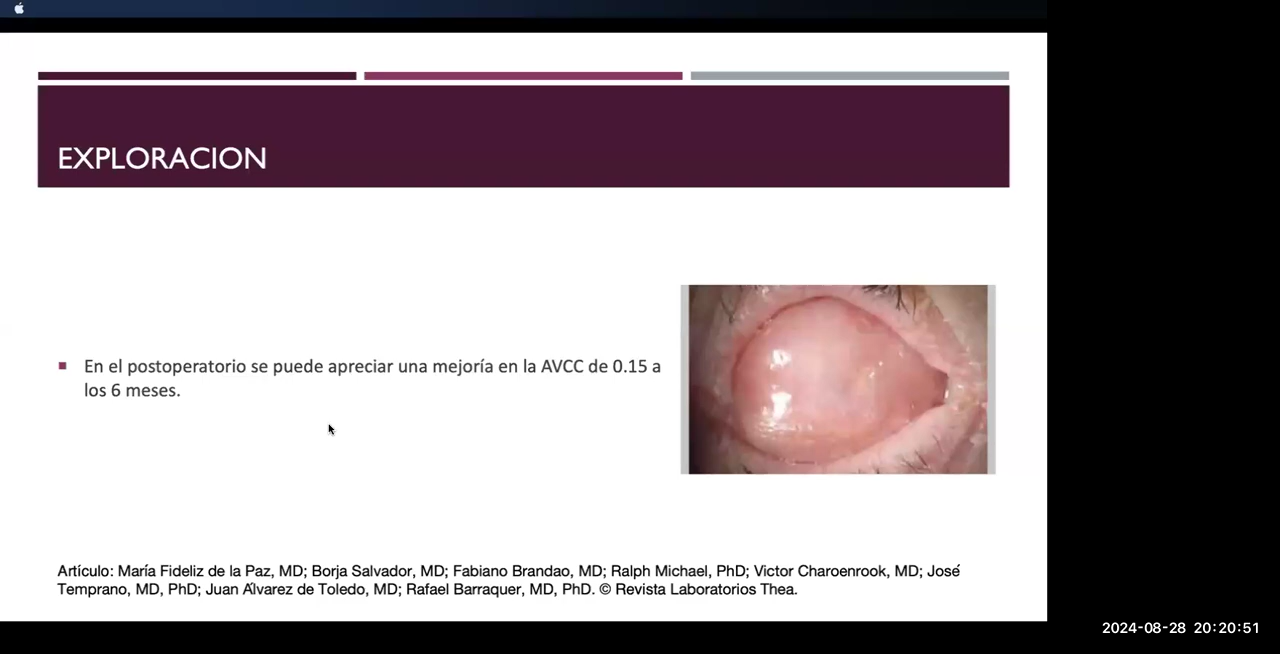 EXPLORACION
En el postoperatorio se puede apreciar una mejoría en la AVCC de 0.15 a
los 6 meses.
Artículo: María Fideliz de la Paz, MD; Borja Salvador, MD; Fabiano Brandao, MD; Ralph Michael, PhD; Victor Charoenrook, MD; José
Temprano, MD, PhD; Juan Álvarez de Toledo, MD; Rafael Barraquer, MD, PhD. © Revista Laboratorios Thea.
2024-08-28 20:20:51